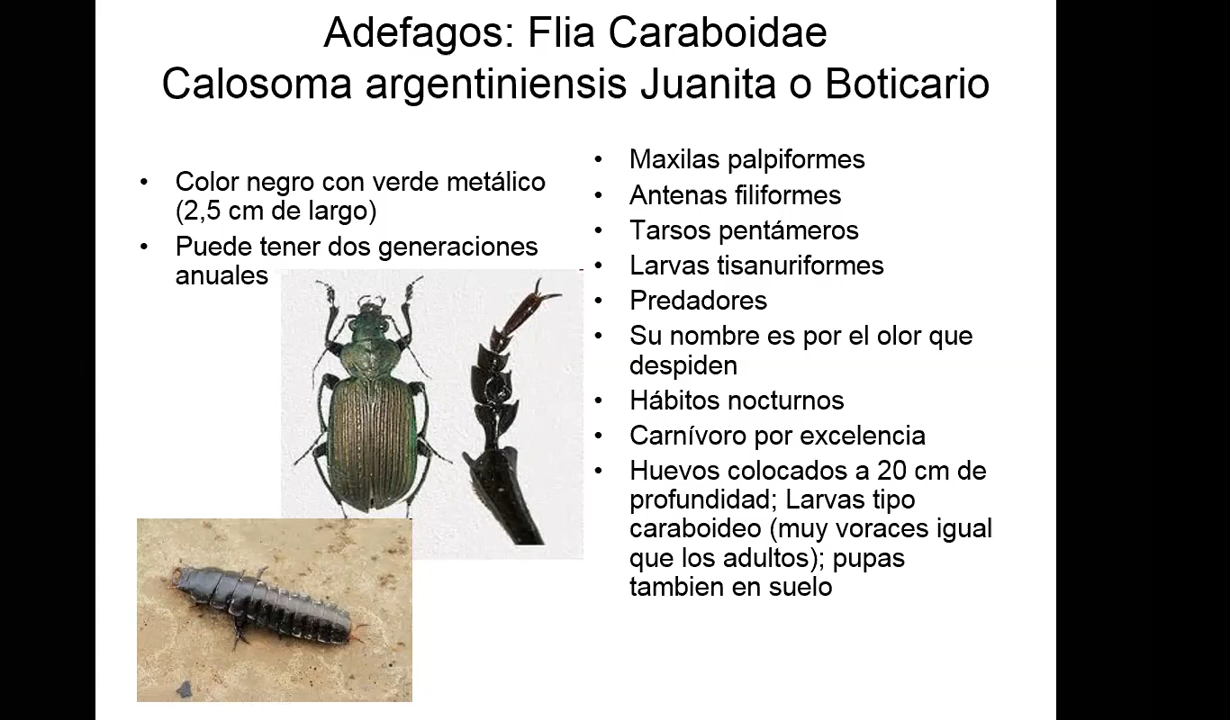 Adefagos: Flia Caraboidae
Calosoma argentiniensis Juanita o Boticario
• Color negro con verde metálico
(2,5 cm de largo)
• Puede tener dos generaciones
anuales
• Maxilas palpiformes
• Antenas filiformes
• Tarsos pentámeros
• Larvas tisanuriformes
• Predadores
• Su nombre es por el olor que
despiden
• Hábitos nocturnos
• Carnívoro por excelencia
• Huevos colocados a 20 cm de
profundidad; Larvas tipo
caraboideo (muy voraces igual
que los adultos); pupas
tambien en suelo